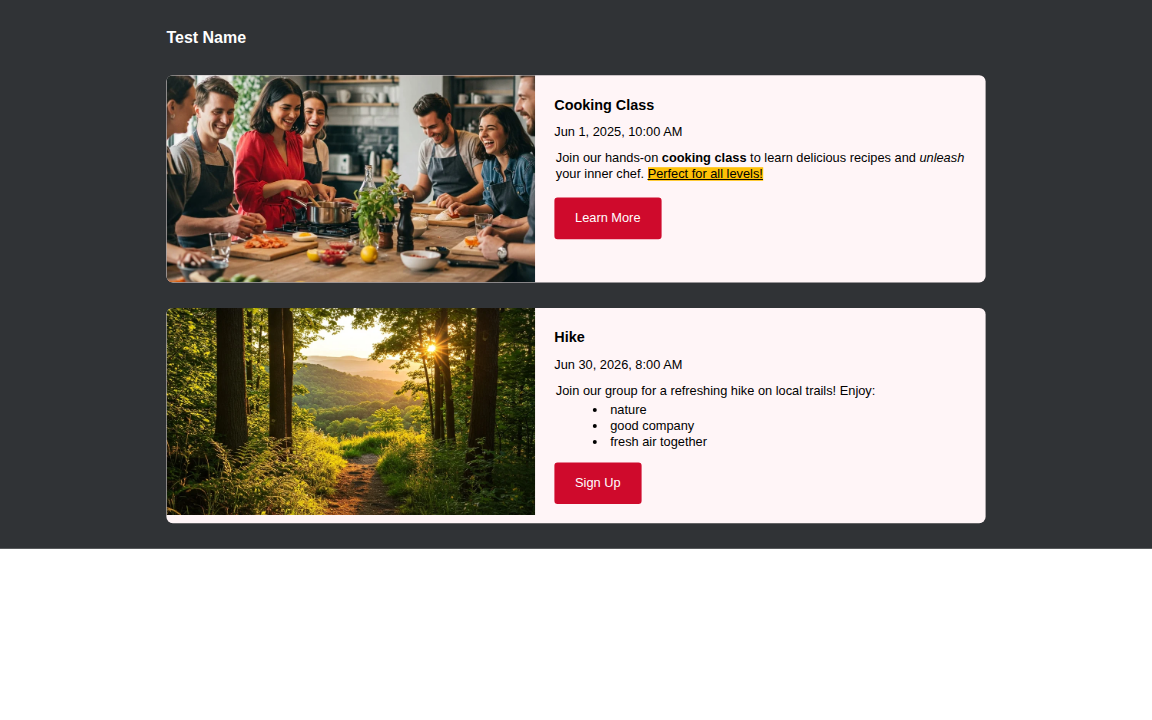 Test Name
Cooking Class
Jun 1, 2025, 10:00 AM
Join our hands-on cooking class to learn delicious recipes and unleash
your inner chef. Perfect for all levels!
Learn More
Hike
Jun 30, 2026, 8:00 AM
Join our group for a refreshing hike on local trails! Enjoy:
• nature
• good company
• fresh air together
Sign Up